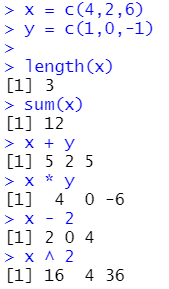 > x = c(4,2,6)
> y = c(1,0,-1)
>
> length(x)
[1] 3
> sum(x)
[1] 12
> x + y
[1] 5 2 5
> x * y
[1]  4  0 -6
> x - 2
[1] 2 0 4
> x ^ 2
[1] 16  4 36